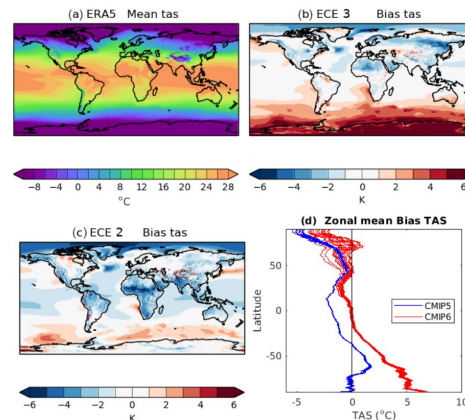 (a) ERA5 Mean tas
(b) ECE 3 Bias tas
-8 -4 0 4 8 12 16 20 24 28
°C
-6 -4 -2 0 2 4 6
K
(c) ECE 2 Bias tas
(d) Zonal mean Bias TAS
-6 -4 -2 0 2 4 6
K
Latitude
50
0
-50
CMIP5
CMIP6
-5 0 5 10
TAS (°C)